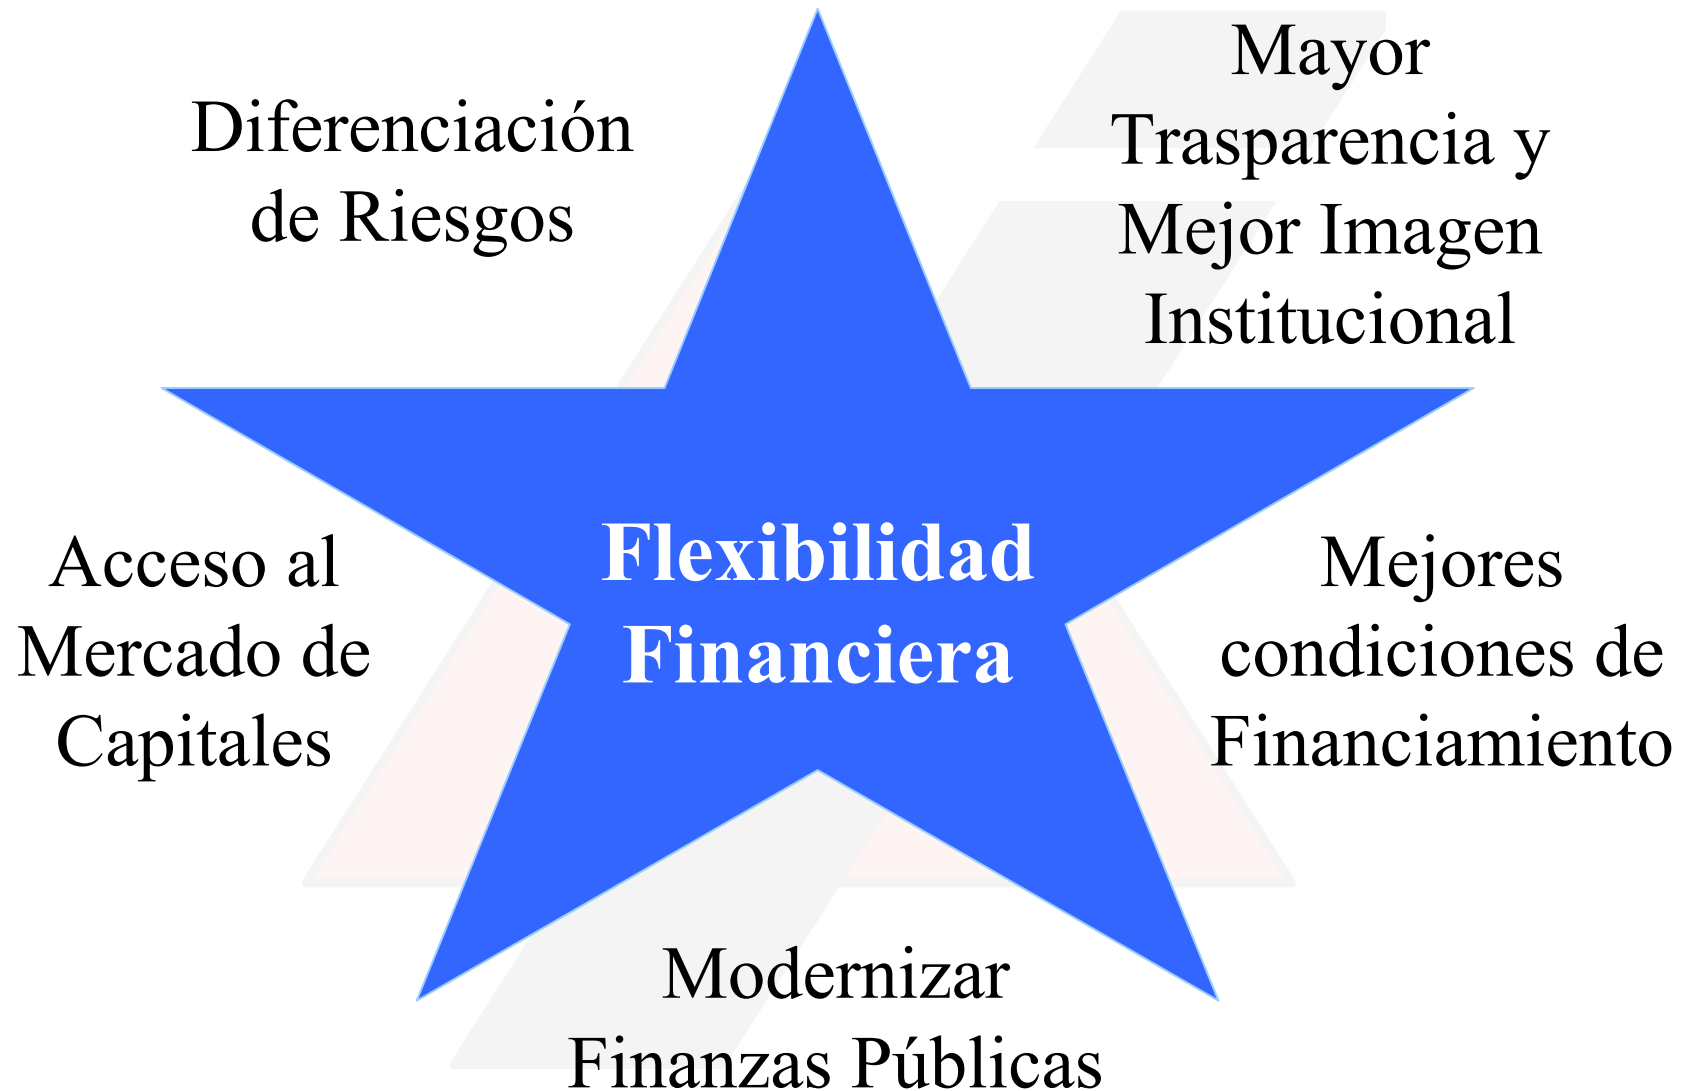 Diferenciación
de Riesgos
Mayor
Trasparencia y
Mejor Imagen
Institucional
Acceso al
Mercado de
Capitales
Flexibilidad
Financiera
Mejores
condiciones de
Financiamiento
Modernizar
Finanzas Públicas